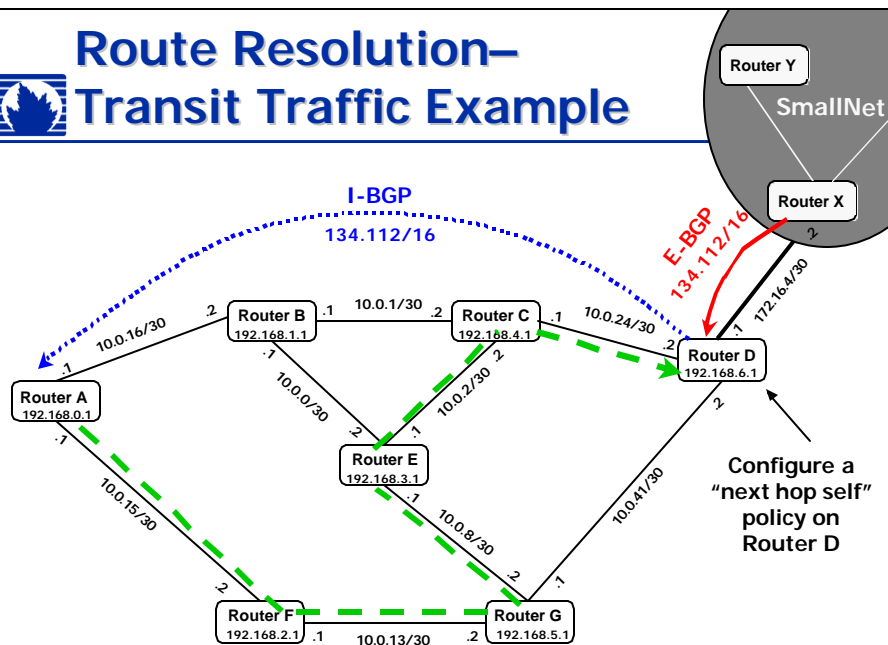 Route Resolution–
Transit Traffic Example
Router Y
SmallNet
Router X
.2
I-BGP
134.112/16
E-BGP
134.112/16
172.16.4/30
.1
Router B
192.168.1.1
.2
.1
.1
10.0.16/30
10.0.1/30
Router C
192.168.4.1
.2
.1
.2
10.0.24/30
.2
Router D
192.168.6.1
.2
Router A
192.168.0.1
.1
.1
10.0.0/30
.2
10.0.2/30
.1
Router E
192.168.3.1
.1
10.0.15/30
10.0.8/30
10.0.41/30
Configure a
“next hop self”
policy on
Router D
.2
Router F
192.168.2.1
.1
10.0.13/30
.2
.2
.1
Router G
192.168.5.1